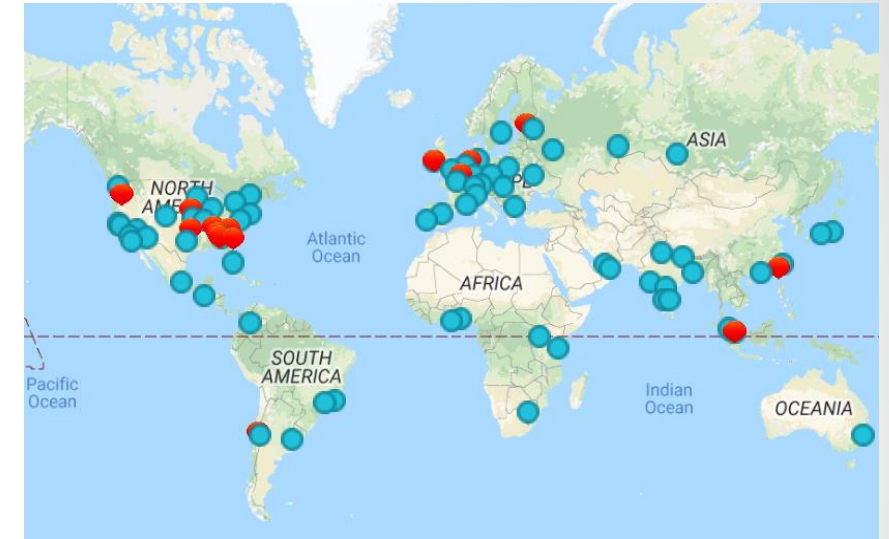 ASIA
NORTH
AME
Atlantic
Ocean
AFRICA
SOUTH
AMERICA
Pacific
Ocean
Indian
Ocean
OCEANIA